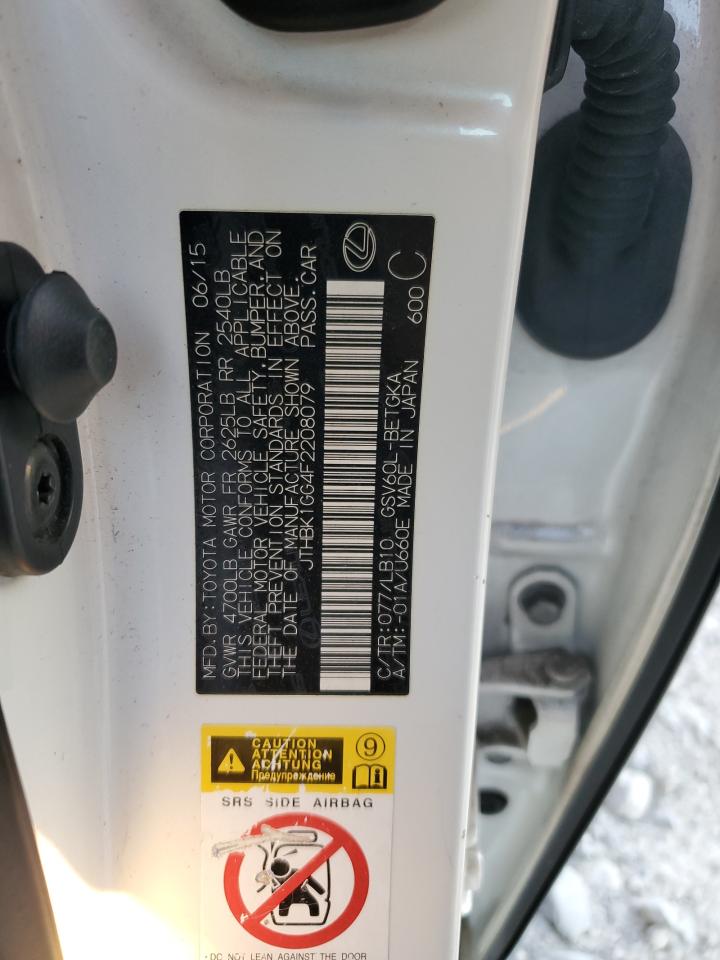 MFD. BY: TOYOTA MOTOR CORPORATION 06/15
GVWR 4700LB GAWR FR 2625LB RR 2540LB
THIS VEHICLE CONFORMS TO ALL APPLICABLE
FEDERAL MOTOR VEHICLE SAFETY, BUMPER, AND
THEFT PREVENTION STANDARDS IN EFFECT ON
THE DATE OF MANUFACTURE SHOWN ABOVE.
JTHBK1GG4F2208079 PASS.CAR
C/TR:077/LB10 GSV60L-BETGKA
A/TM:-01A/U660E MADE IN JAPAN 600 C
CAUTION
ATTENTION
ACHTUNG
Предупреждение
9
SRS SIDE AIRBAG
· DO NOT LEAN AGAINST THE DOOR